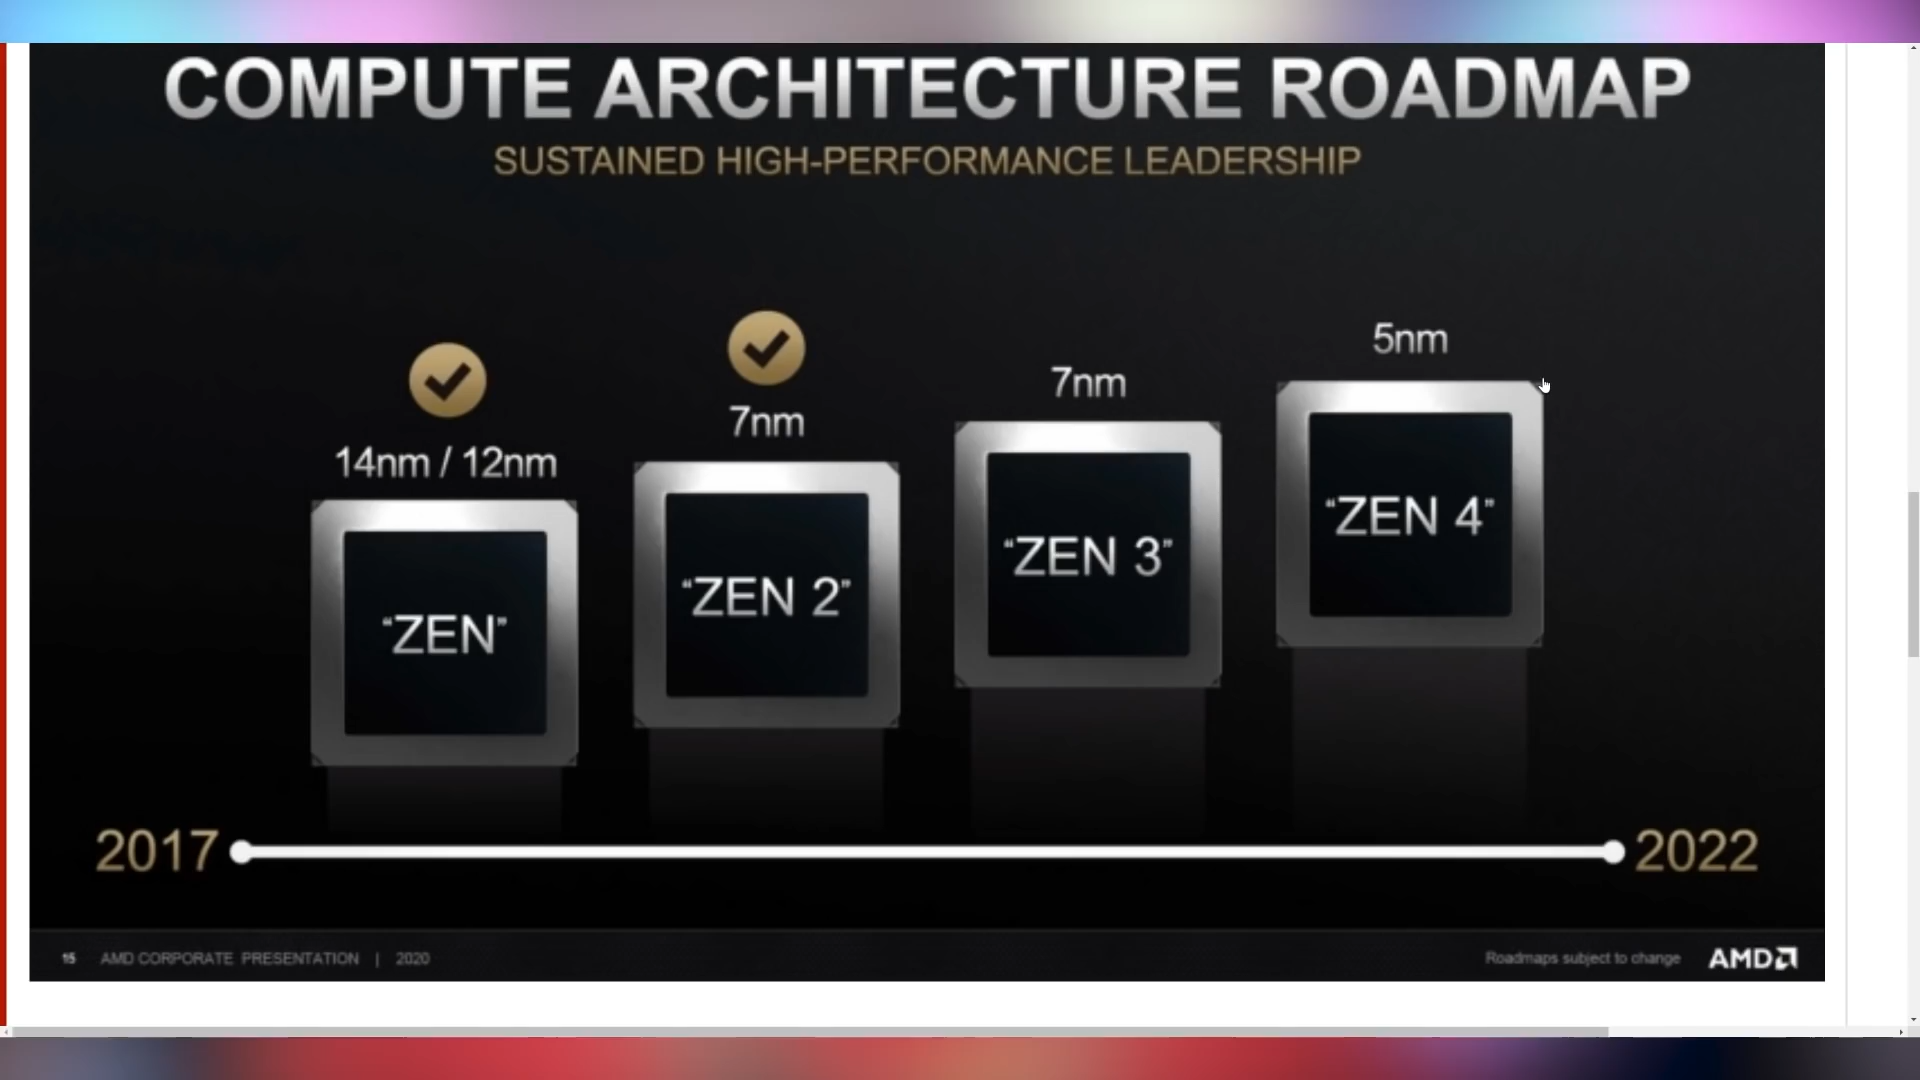 COMPUTE ARCHITECTURE ROADMAP
SUSTAINED HIGH-PERFORMANCE LEADERSHIP
14nm / 12nm
"ZEN"
7nm
"ZEN 2"
7nm
"ZEN 3"
5nm
"ZEN 4"
2017
2022
15 AMD CORPORATE PRESENTATION | 2020
Roadmaps subject to change AMD